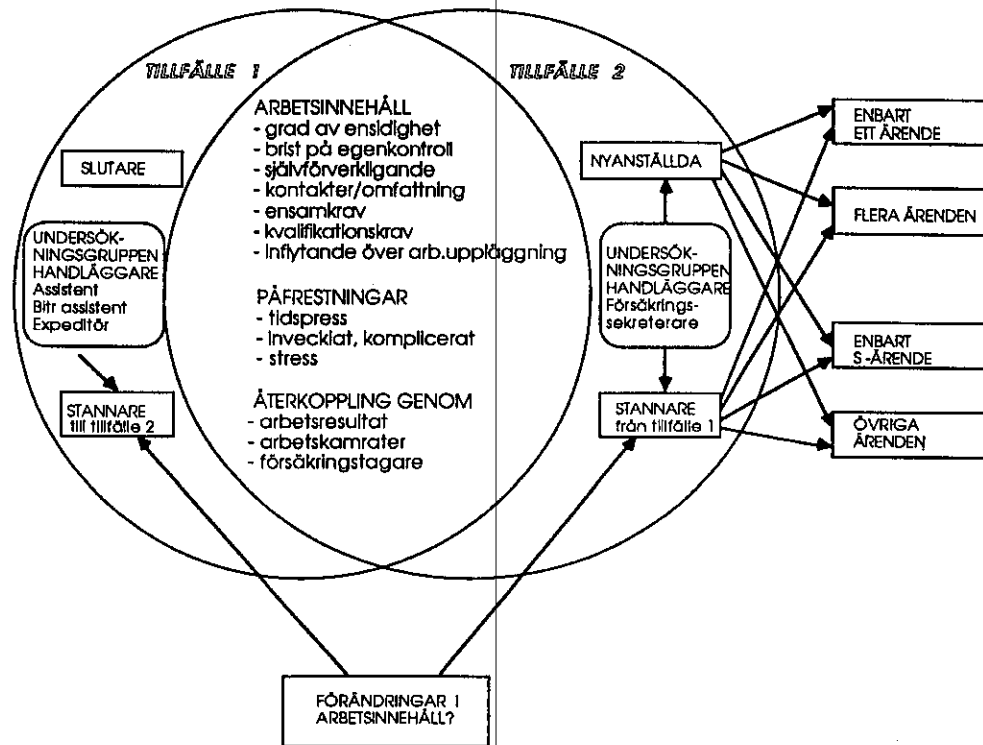 TILLFÄLLE 1
SLUTARE
UNDERSÖK-
NINGSGRUPPEN
HANDLÄGGARE
Assistent
Bitr assistent
Expeditör
STANNARE
till tillfälle 2
ARBETSINNEHÅLL
- grad av ensidighet
- brist på egenkontroll
- självförverkligande
- kontakter/omfattning
- ensamkrav
- kvalifikationskrav
- inflytande över arb.uppläggning
PÅFRESTNINGAR
- tidspress
- invecklat, komplicerat
- stress
ÅTERKOPPLING GENOM
- arbetsresultat
- arbetskamrater
- försäkringstagare
TILLFÄLLE 2
NYANSTÄLLDA
UNDERSÖK-
NINGSGRUPPEN
HANDLÄGGARE
Försäkrings-
sekreterare
STANNARE
från tillfälle 1
ENBART
ETT ÄRENDE
FLERA ÄRENDEN
ENBART
S-ÄRENDE
ÖVRIGA
ÄRENDEN
FÖRÄNDRINGAR I
ARBETSINNEHÅLL?